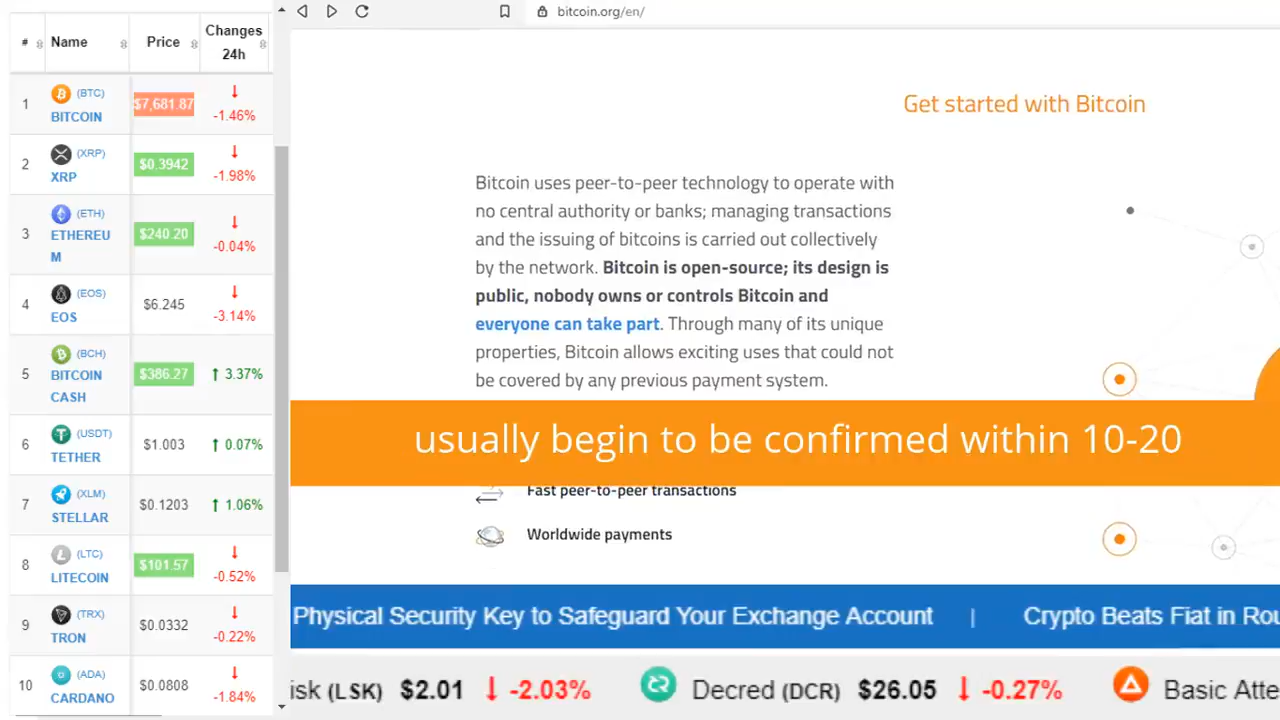 # Name Price Changes 24h
1 (BTC) BITCOIN $7,681.87 ↓ -1.46%
2 (XRP) XRP $0.3942 ↓ -1.98%
3 (ETH) ETHEREUM $240.20 ↓ -0.04%
4 (EOS) EOS $6.245 ↓ -3.14%
5 (BCH) BITCOIN CASH $386.27 ↑ 3.37%
6 (USDT) TETHER $1.003 ↑ 0.07%
7 (XLM) STELLAR $0.1203 ↑ 1.06%
8 (LTC) LITECOIN $101.57 ↓ -0.52%
9 (TRX) TRON $0.0332 ↓ -0.22%
10 (ADA) CARDANO $0.0808 ↓ -1.84%
bitcoin.org/en/
Get started with Bitcoin
Bitcoin uses peer-to-peer technology to operate with
no central authority or banks; managing transactions
and the issuing of bitcoins is carried out collectively
by the network. Bitcoin is open-source; its design is
public, nobody owns or controls Bitcoin and
everyone can take part. Through many of its unique
properties, Bitcoin allows exciting uses that could not
be covered by any previous payment system.
usually begin to be confirmed within 10-20
Fast peer-to-peer transactions
Worldwide payments
Physical Security Key to Safeguard Your Exchange Account | Crypto Beats Fiat in Rou
isk (LSK) $2.01 ↓ -2.03% Decred (DCR) $26.05 ↓ -0.27% Basic Atte